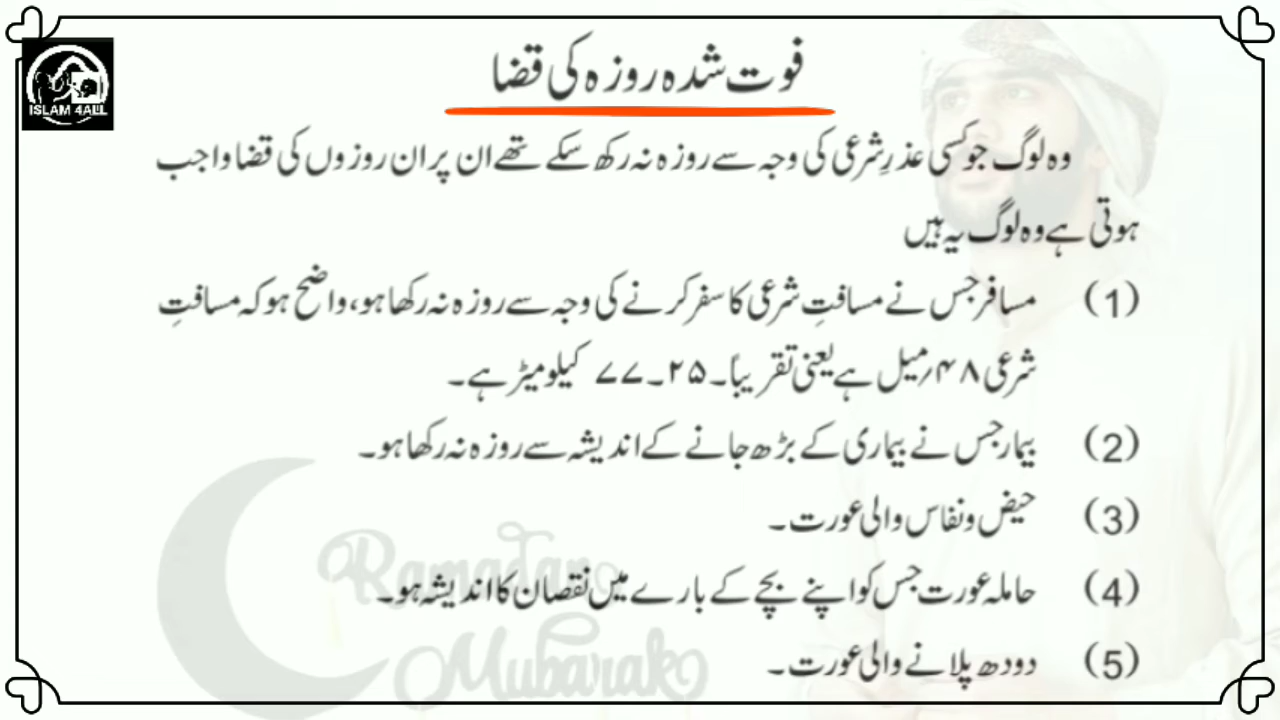 ISLAM 4ALL
فوت شدہ روزہ کی قضا
وہ لوگ جو کسی عذرِ شرعی کی وجہ سے روزہ نہ رکھ سکے تھے ان پر ان روزوں کی قضا واجب
ہوتی ہے وہ لوگ یہ ہیں
(1) مسافر جس نے مسافتِ شرعی کا سفر کرنے کی وجہ سے روزہ نہ رکھا ہو، واضح ہو کہ مسافتِ
شرعی ۴۸؍میل ہے یعنی تقریباً۔۲۵۔۷۷ کیلومیڑ ہے۔
(2) بیمار جس نے بیماری کے بڑھ جانے کے اندیشہ سے روزہ نہ رکھا ہو۔
(3) حیض و نفاس والی عورت۔
(4) حاملہ عورت جس کو اپنے بچے کے بارے میں نقصان کا اندیشہ ہو۔
(5) دودھ پلانے والی عورت۔
Ramadan
Mubarak